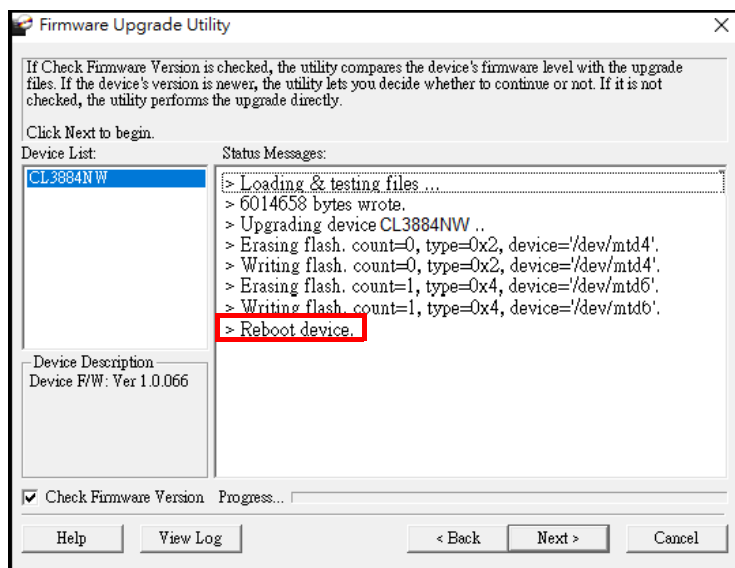 Firmware Upgrade Utility
If Check Firmware Version is checked, the utility compares the device's firmware level with the upgrade
files. If the device's version is newer, the utility lets you decide whether to continue or not. If it is not
checked, the utility performs the upgrade directly.
Click Next to begin.
Device List:
CL3884NW
Status Messages:
> Loading & testing files ...
> 6014658 bytes wrote.
> Upgrading device CL3884NW ..
> Erasing flash. count=0, type=0x2, device='/dev/mtd4'.
> Writing flash. count=0, type=0x2, device='/dev/mtd4'.
> Erasing flash. count=1, type=0x4, device='/dev/mtd6'.
> Writing flash. count=1, type=0x4, device='/dev/mtd6'.
> Reboot device.
Device Description
Device F/W: Ver 1.0.066
Check Firmware Version
Progress...
Help
View Log
< Back
Next >
Cancel